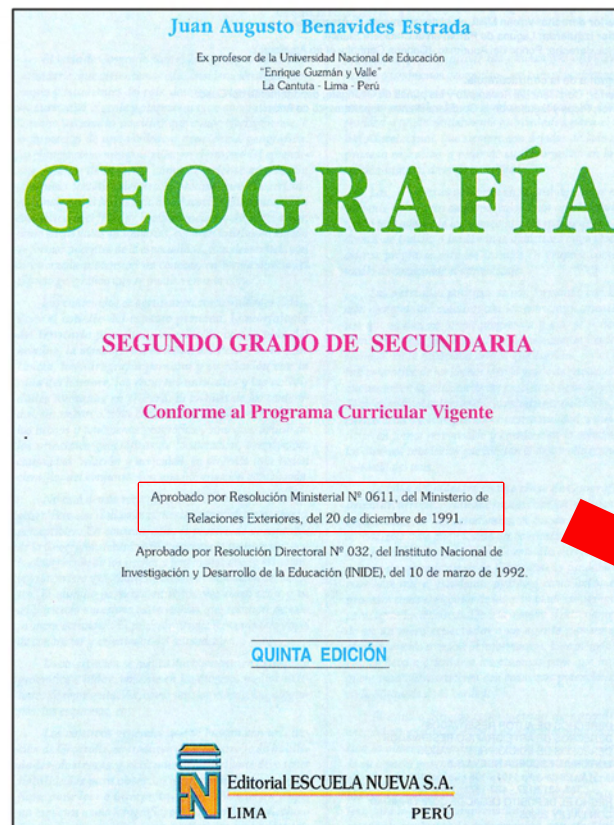 Juan Augusto Benavides Estrada
Ex profesor de la Universidad Nacional de Educación
"Enrique Guzmán y Valle"
La Cantuta - Lima - Perú
GEOGRAFÍA
SEGUNDO GRADO DE SECUNDARIA
Conforme al Programa Curricular Vigente
Aprobado por Resolución Ministerial Nº 0611, del Ministerio de
Relaciones Exteriores, del 20 de diciembre de 1991.
Aprobado por Resolución Directoral Nº 032, del Instituto Nacional de
Investigación y Desarrollo de la Educación (INIDE), del 10 de marzo de 1992.
QUINTA EDICIÓN
EN
Editorial ESCUELA NUEVA S.A.
LIMA PERÚ